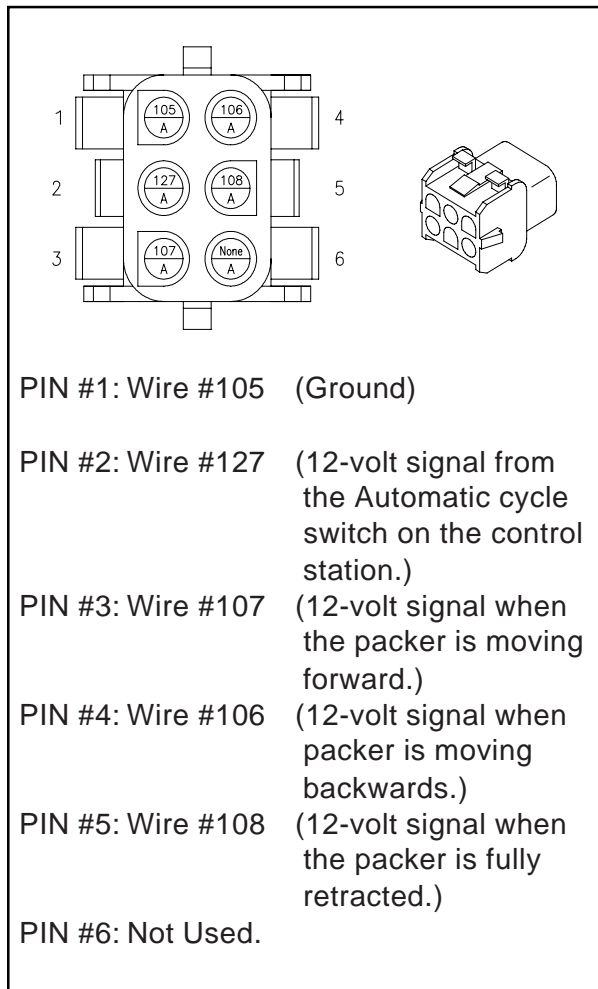 1 105 A 106 A 4
2 127 A 108 A 5
3 107 A None A 6
PIN #1: Wire #105 (Ground)
PIN #2: Wire #127 (12-volt signal from
the Automatic cycle
switch on the control
station.)
PIN #3: Wire #107 (12-volt signal when
the packer is moving
forward.)
PIN #4: Wire #106 (12-volt signal when
packer is moving
backwards.)
PIN #5: Wire #108 (12-volt signal when
the packer is fully
retracted.)
PIN #6: Not Used.